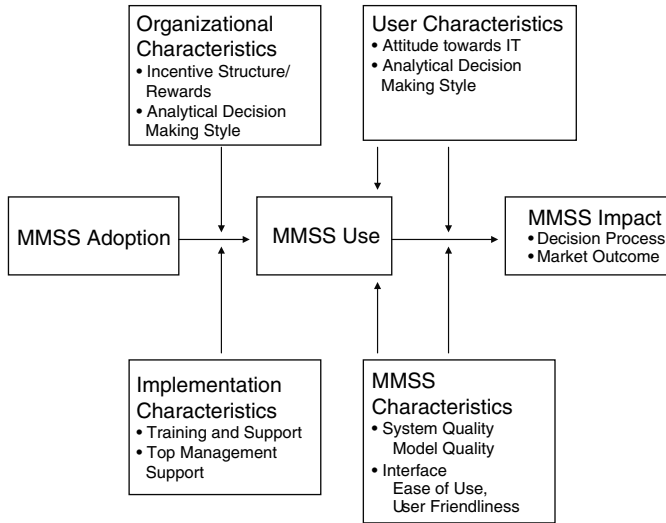 Organizational
Characteristics
• Incentive Structure/
Rewards
• Analytical Decision
Making Style
User Characteristics
• Attitude towards IT
• Analytical Decision
Making Style
MMSS Adoption
MMSS Use
MMSS Impact
• Decision Process
• Market Outcome
Implementation
Characteristics
• Training and Support
• Top Management
Support
MMSS
Characteristics
• System Quality
Model Quality
• Interface
Ease of Use,
User Friendliness